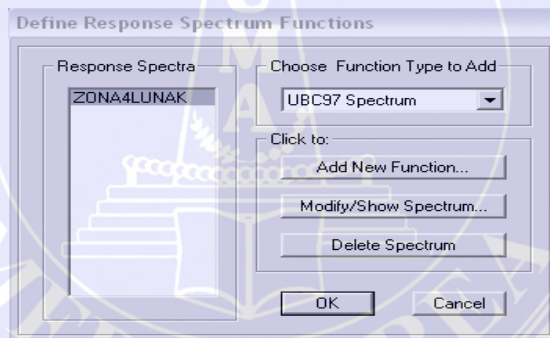 Define Response Spectrum Functions
Response Spectra
ZONA4LUNAK
Choose Function Type to Add
UBC97 Spectrum
Click to:
Add New Function...
Modify/Show Spectrum...
Delete Spectrum
OK
Cancel